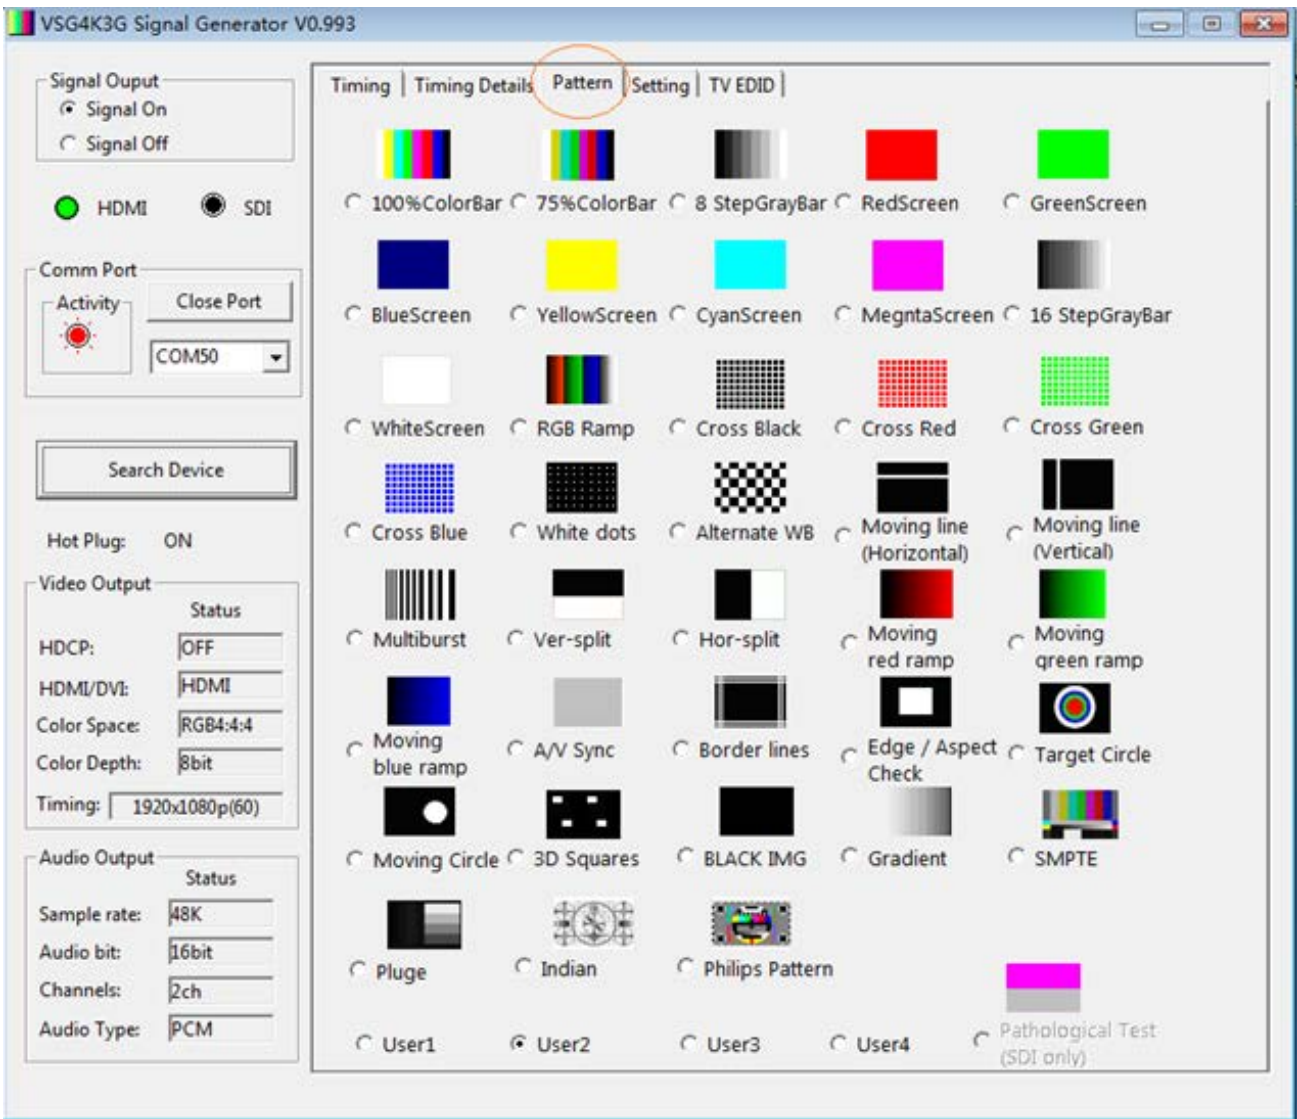 VSG4K3G Signal Generator V0.993
Signal Ouput
Signal On
Signal Off
HDMI SDI
Comm Port
Activity
Close Port
COM50
Search Device
Hot Plug: ON
Video Output
Status
HDCP: OFF
HDMI/DVI: HDMI
Color Space: RGB4:4:4
Color Depth: 8bit
Timing: 1920x1080p(60)
Audio Output
Status
Sample rate: 48K
Audio bit: 16bit
Channels: 2ch
Audio Type: PCM
Timing Timing Details Pattern Setting TV EDID
100%ColorBar 75%ColorBar 8 StepGrayBar RedScreen GreenScreen
BlueScreen YellowScreen CyanScreen MegntaScreen 16 StepGrayBar
WhiteScreen RGB Ramp Cross Black Cross Red Cross Green
Cross Blue White dots Alternate WB Moving line (Horizontal) Moving line (Vertical)
Multiburst Ver-split Hor-split Moving red ramp Moving green ramp
Moving blue ramp A/V Sync Border lines Edge / Aspect Check Target Circle
Moving Circle 3D Squares BLACK IMG Gradient SMPTE
Pluge Indian Philips Pattern
User1 User2 User3 User4 Pathological Test (SDI only)